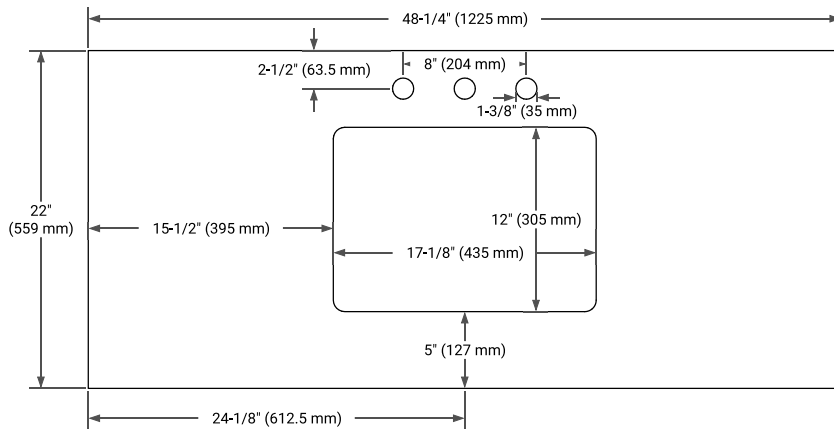 48-1/4" (1225 mm)
2-1/2" (63.5 mm)
8" (204 mm)
1-3/8" (35 mm)
22"
(559 mm)
15-1/2" (395 mm)
12" (305 mm)
17-1/8" (435 mm)
5" (127 mm)
24-1/8" (612.5 mm)